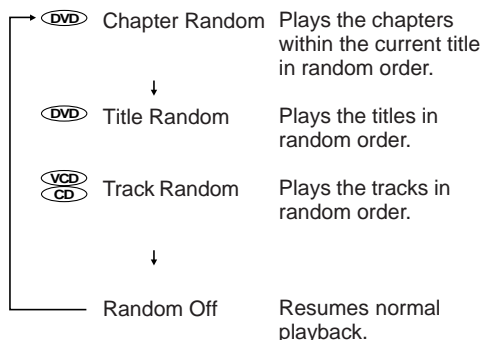 DVD Chapter Random Plays the chapters
within the current title
in random order.
DVD Title Random Plays the titles in
random order.
VCD
CD Track Random Plays the tracks in
random order.
Random Off Resumes normal
playback.